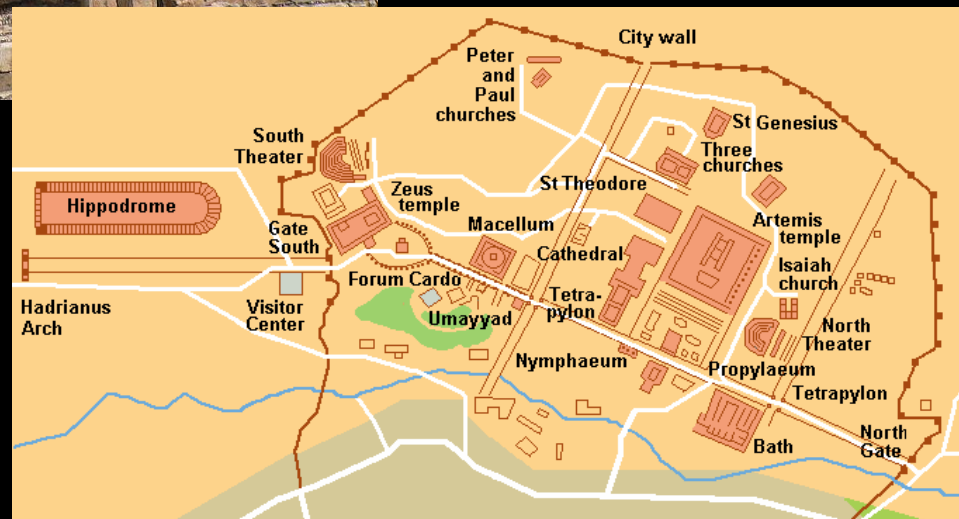 City wall
Peter
and
Paul
churches
St Genesius
South
Theater
Three
churches
Zeus
temple
St Theodore
Hippodrome
Macellum
Artemis
temple
Gate
South
Cathedral
Isaiah
church
Forum Cardo
Hadrianus
Arch
Visitor
Center
Umayyad
Tetra-
pylon
North
Theater
Nymphaeum
Propylaeum
Tetrapylon
Bath
North
Gate